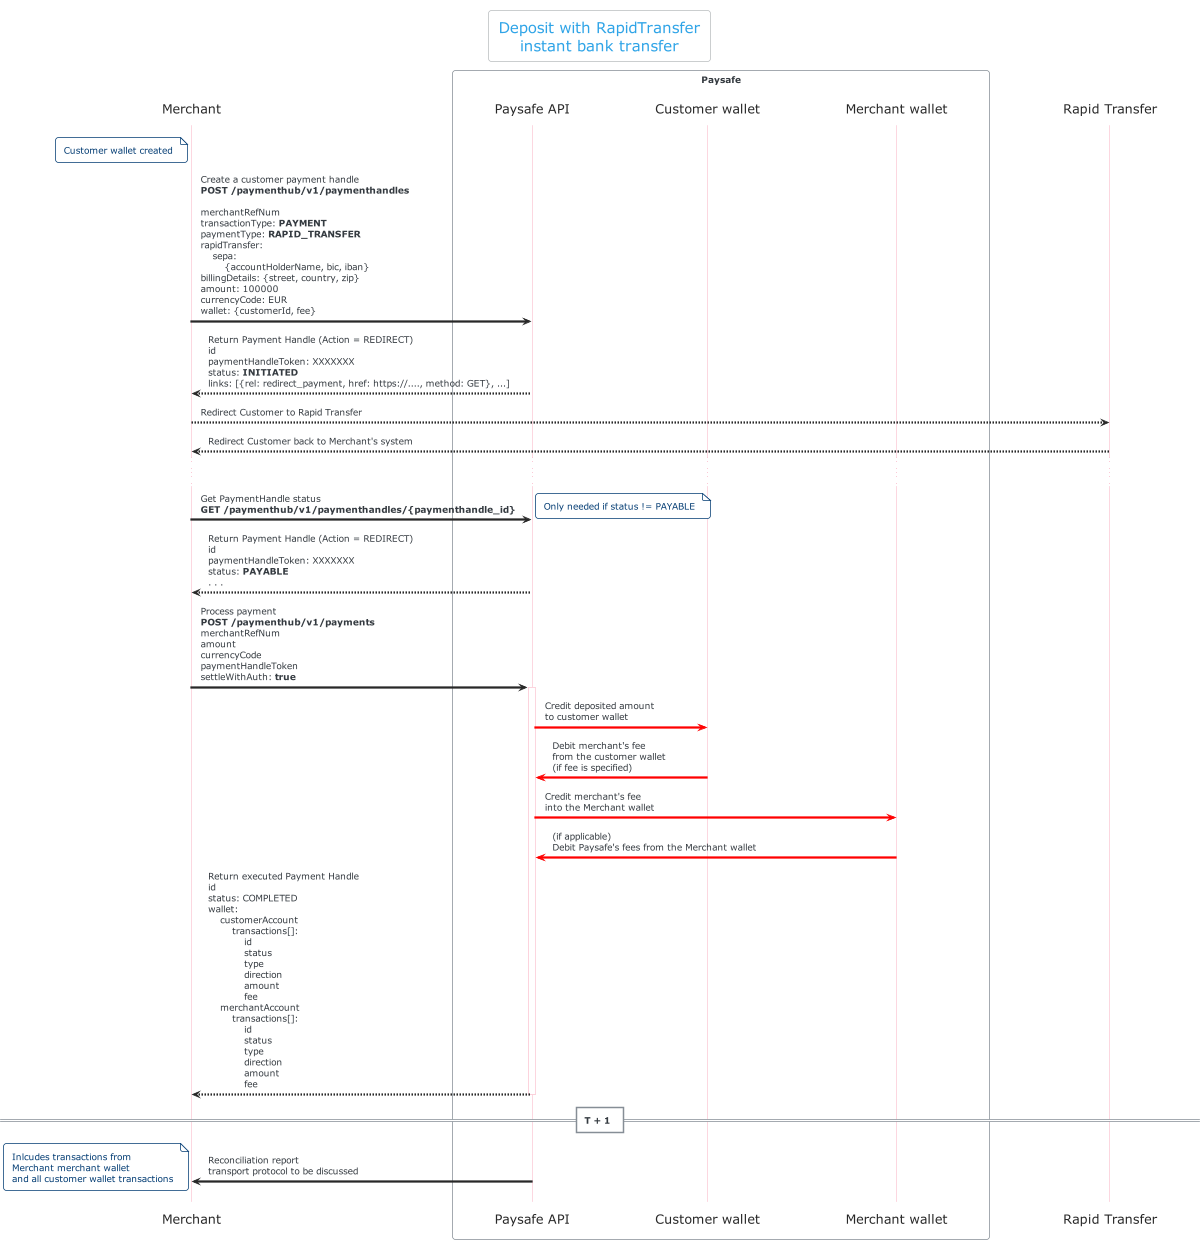 Deposit with RapidTransfer
instant bank transfer
Paysafe
Merchant
Paysafe API
Customer wallet
Merchant wallet
Rapid Transfer
Customer wallet created
Create a customer payment handle
POST /paymenthub/v1/paymenthandles
merchantRefNum
transactionType: PAYMENT
paymentType: RAPID_TRANSFER
rapidTransfer:
sepa:
{accountHolderName, bic, iban}
billingDetails: {street, country, zip}
amount: 100000
currencyCode: EUR
wallet: {customerId, fee}
Return Payment Handle (Action = REDIRECT)
id
paymentHandleToken: XXXXXXX
status: INITIATED
links: [{rel: redirect_payment, href: https://...., method: GET}, ...]
Redirect Customer to Rapid Transfer
Redirect Customer back to Merchant's system
Get PaymentHandle status
GET /paymenthub/v1/paymenthandles/{paymenthandle_id}
Only needed if status != PAYABLE
Return Payment Handle (Action = REDIRECT)
id
paymentHandleToken: XXXXXXX
status: PAYABLE
. . .
Process payment
POST /paymenthub/v1/payments
merchantRefNum
amount
currencyCode
paymentHandleToken
settleWithAuth: true
Credit deposited amount
to customer wallet
Debit merchant's fee
from the customer wallet
(if fee is specified)
Credit merchant's fee
into the Merchant wallet
(if applicable)
Debit Paysafe's fees from the Merchant wallet
Return executed Payment Handle
id
status: COMPLETED
wallet:
customerAccount
transactions[]:
id
status
type
direction
amount
fee
merchantAccount
transactions[]:
id
status
type
direction
amount
fee
T + 1
Inlcudes transactions from
Merchant merchant wallet
and all customer wallet transactions
Reconciliation report
transport protocol to be discussed
Merchant
Paysafe API
Customer wallet
Merchant wallet
Rapid Transfer